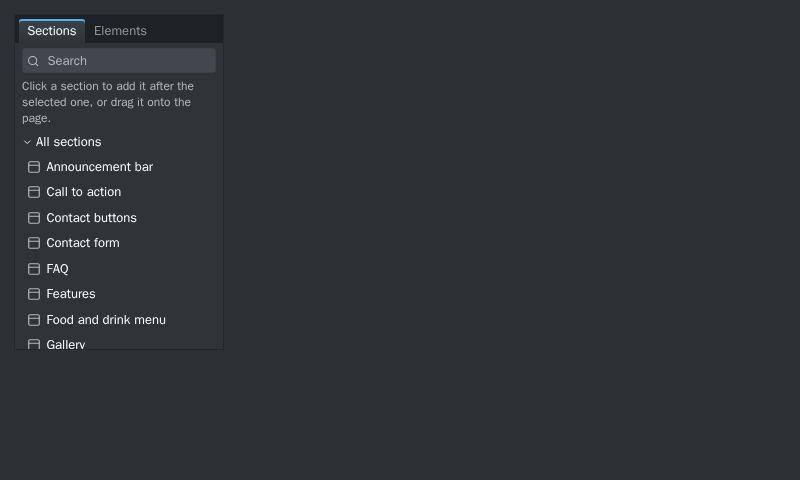 Sections Elements
Search
Click a section to add it after the
selected one, or drag it onto the
page.
All sections
Announcement bar
Call to action
Contact buttons
Contact form
FAQ
Features
Food and drink menu
Gallery